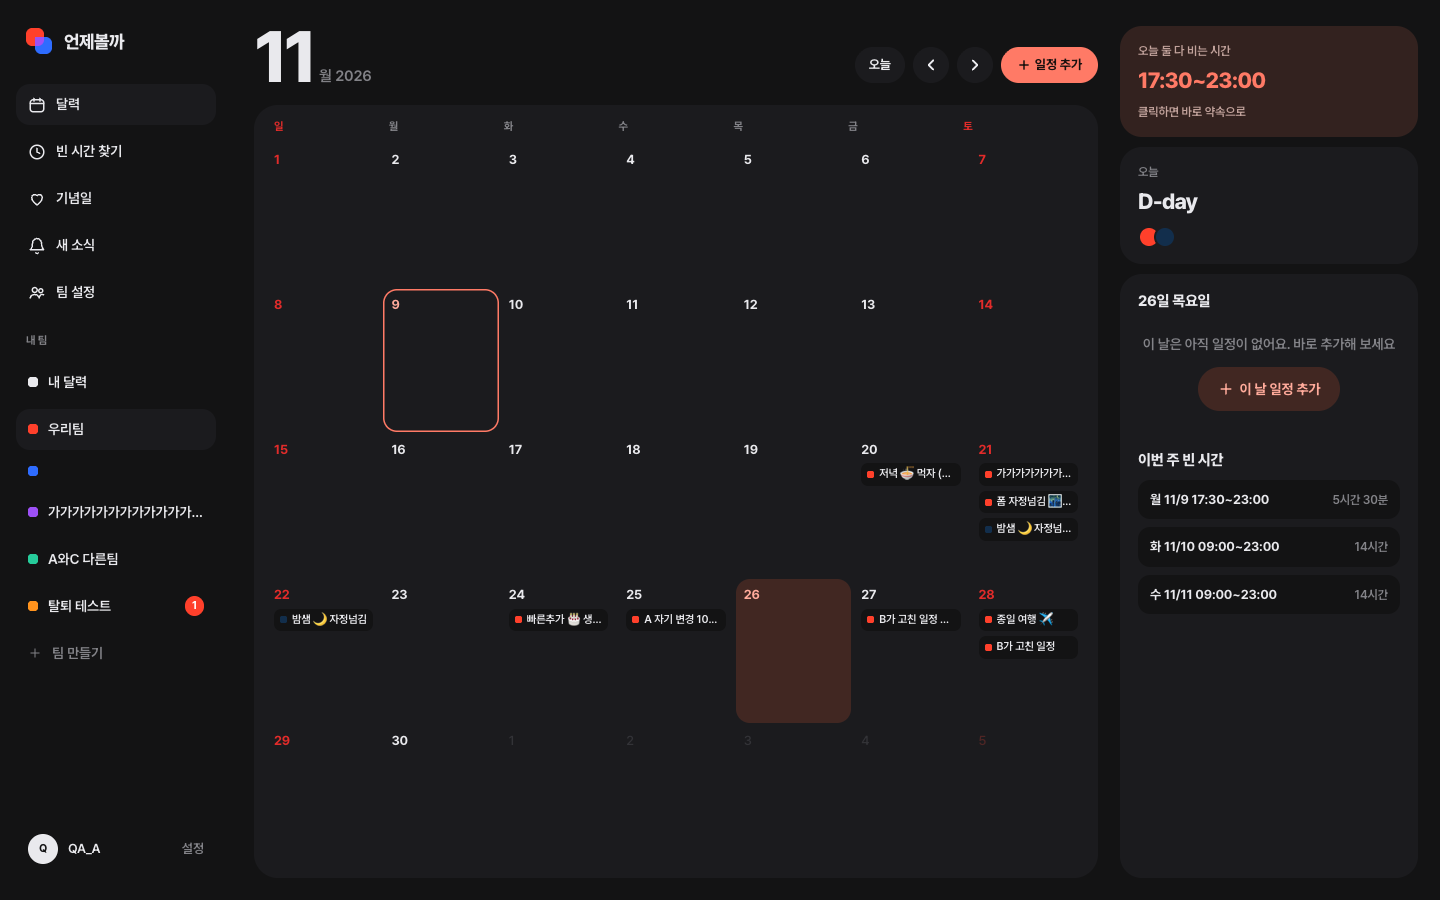 언제볼까
달력
빈 시간 찾기
기념일
새 소식
팀 설정
내 팀
내 달력
우리팀
가가가가가가가가가가가가...
A와C 다른팀
탈퇴 테스트 1
팀 만들기
Q QA_A 설정
11 월 2026
오늘
일정 추가
일 월 화 수 목 금 토
1 2 3 4 5 6 7
8 9 10 11 12 13 14
15 16 17 18 19 20 21
저녁 🍜 먹자 (...
가가가가가가가...
폼 자정넘김 🌃...
밤샘 🌙 자정넘...
22 23 24 25 26 27 28
밤샘 🌙 자정넘김
빠른추가 🎂 생...
A 자기 변경 10...
B가 고친 일정 ...
종일 여행 ✈️
B가 고친 일정
29 30 1 2 3 4 5
오늘 둘 다 비는 시간
17:30~23:00
클릭하면 바로 약속으로
오늘
D-day
26일 목요일
이 날은 아직 일정이 없어요. 바로 추가해 보세요
이 날 일정 추가
이번 주 빈 시간
월 11/9 17:30~23:00 5시간 30분
화 11/10 09:00~23:00 14시간
수 11/11 09:00~23:00 14시간